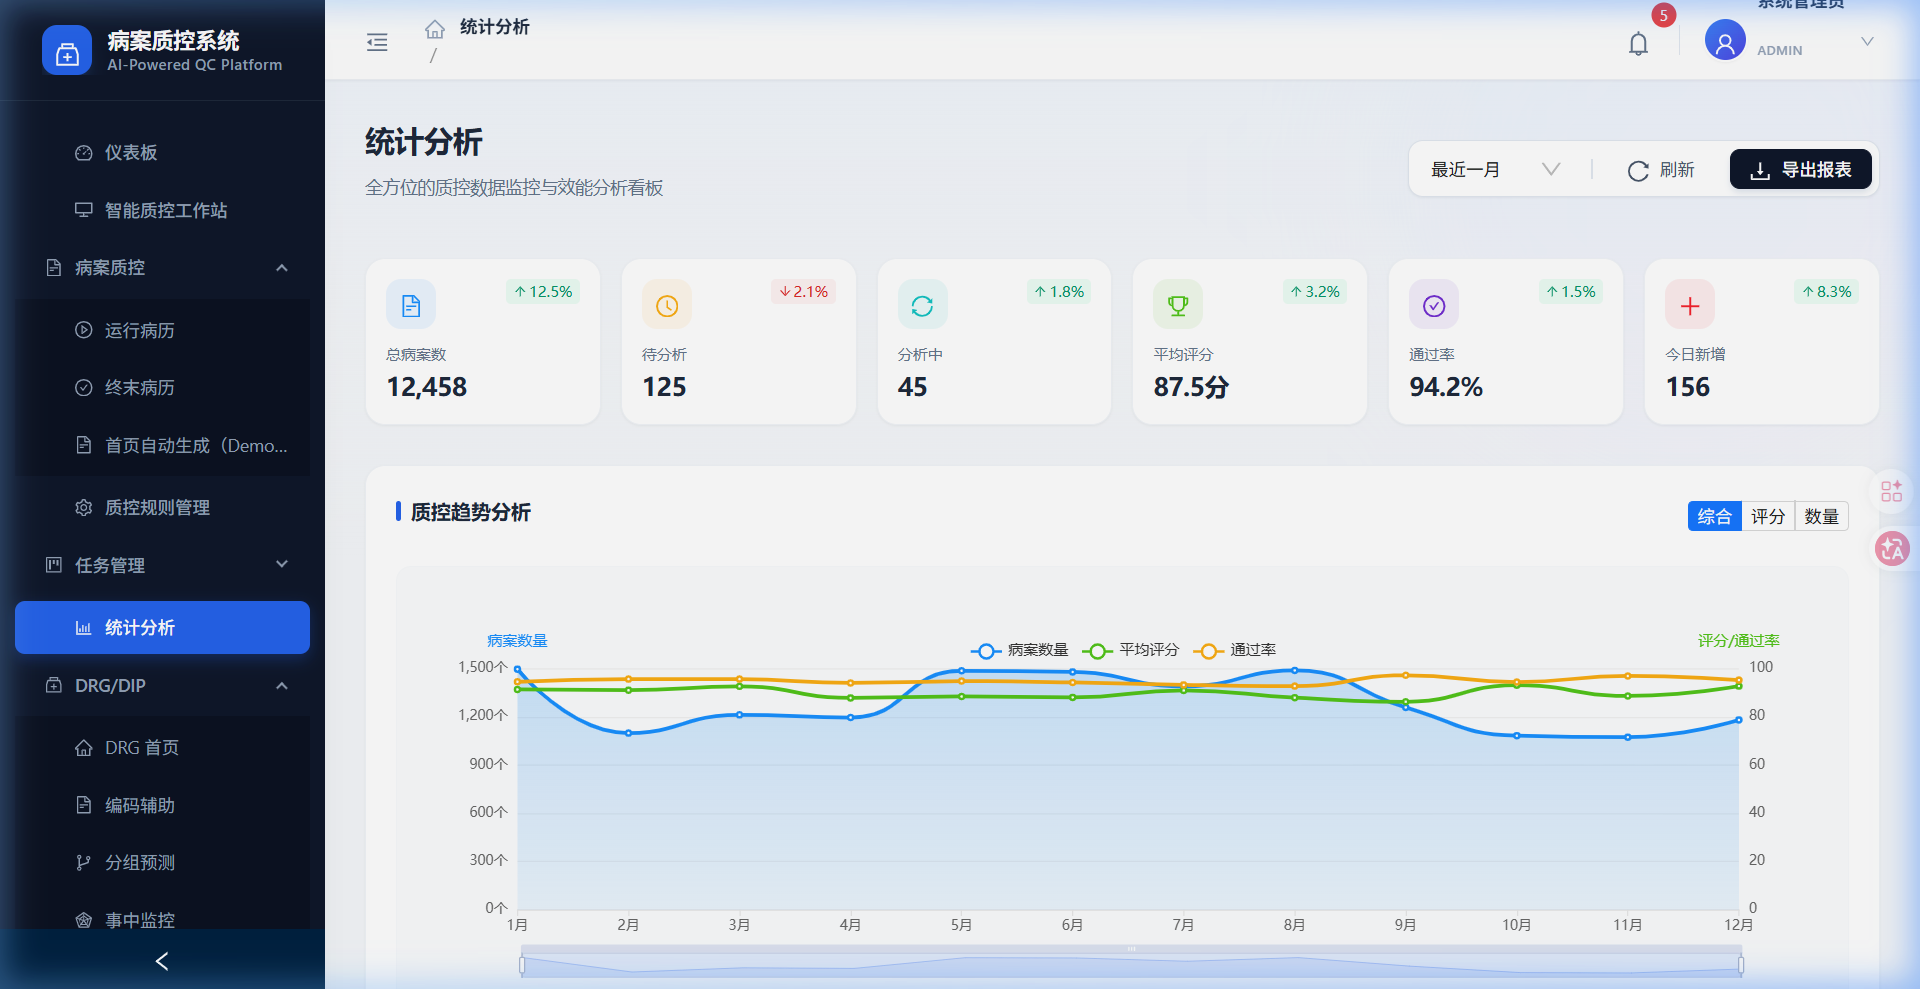 病案质控系统
AI-Powered QC Platform
仪表板
智能质控工作站
病案质控
运行病历
终末病历
首页自动生成（Demo...
质控规则管理
任务管理
统计分析
DRG/DIP
DRG 首页
编码辅助
分组预测
事中监控
统计分析
/
5
系统管理员
ADMIN
统计分析
全方位的质控数据监控与效能分析看板
最近一月
刷新
导出报表
12.5%
总病案数
12,458
2.1%
待分析
125
1.8%
分析中
45
3.2%
平均评分
87.5分
1.5%
通过率
94.2%
8.3%
今日新增
156
质控趋势分析
综合
评分
数量
病案数量
病案数量
平均评分
通过率
评分/通过率
1,500个
1,200个
900个
600个
300个
0个
100
80
60
40
20
0
1月
2月
3月
4月
5月
6月
7月
8月
9月
10月
11月
12月